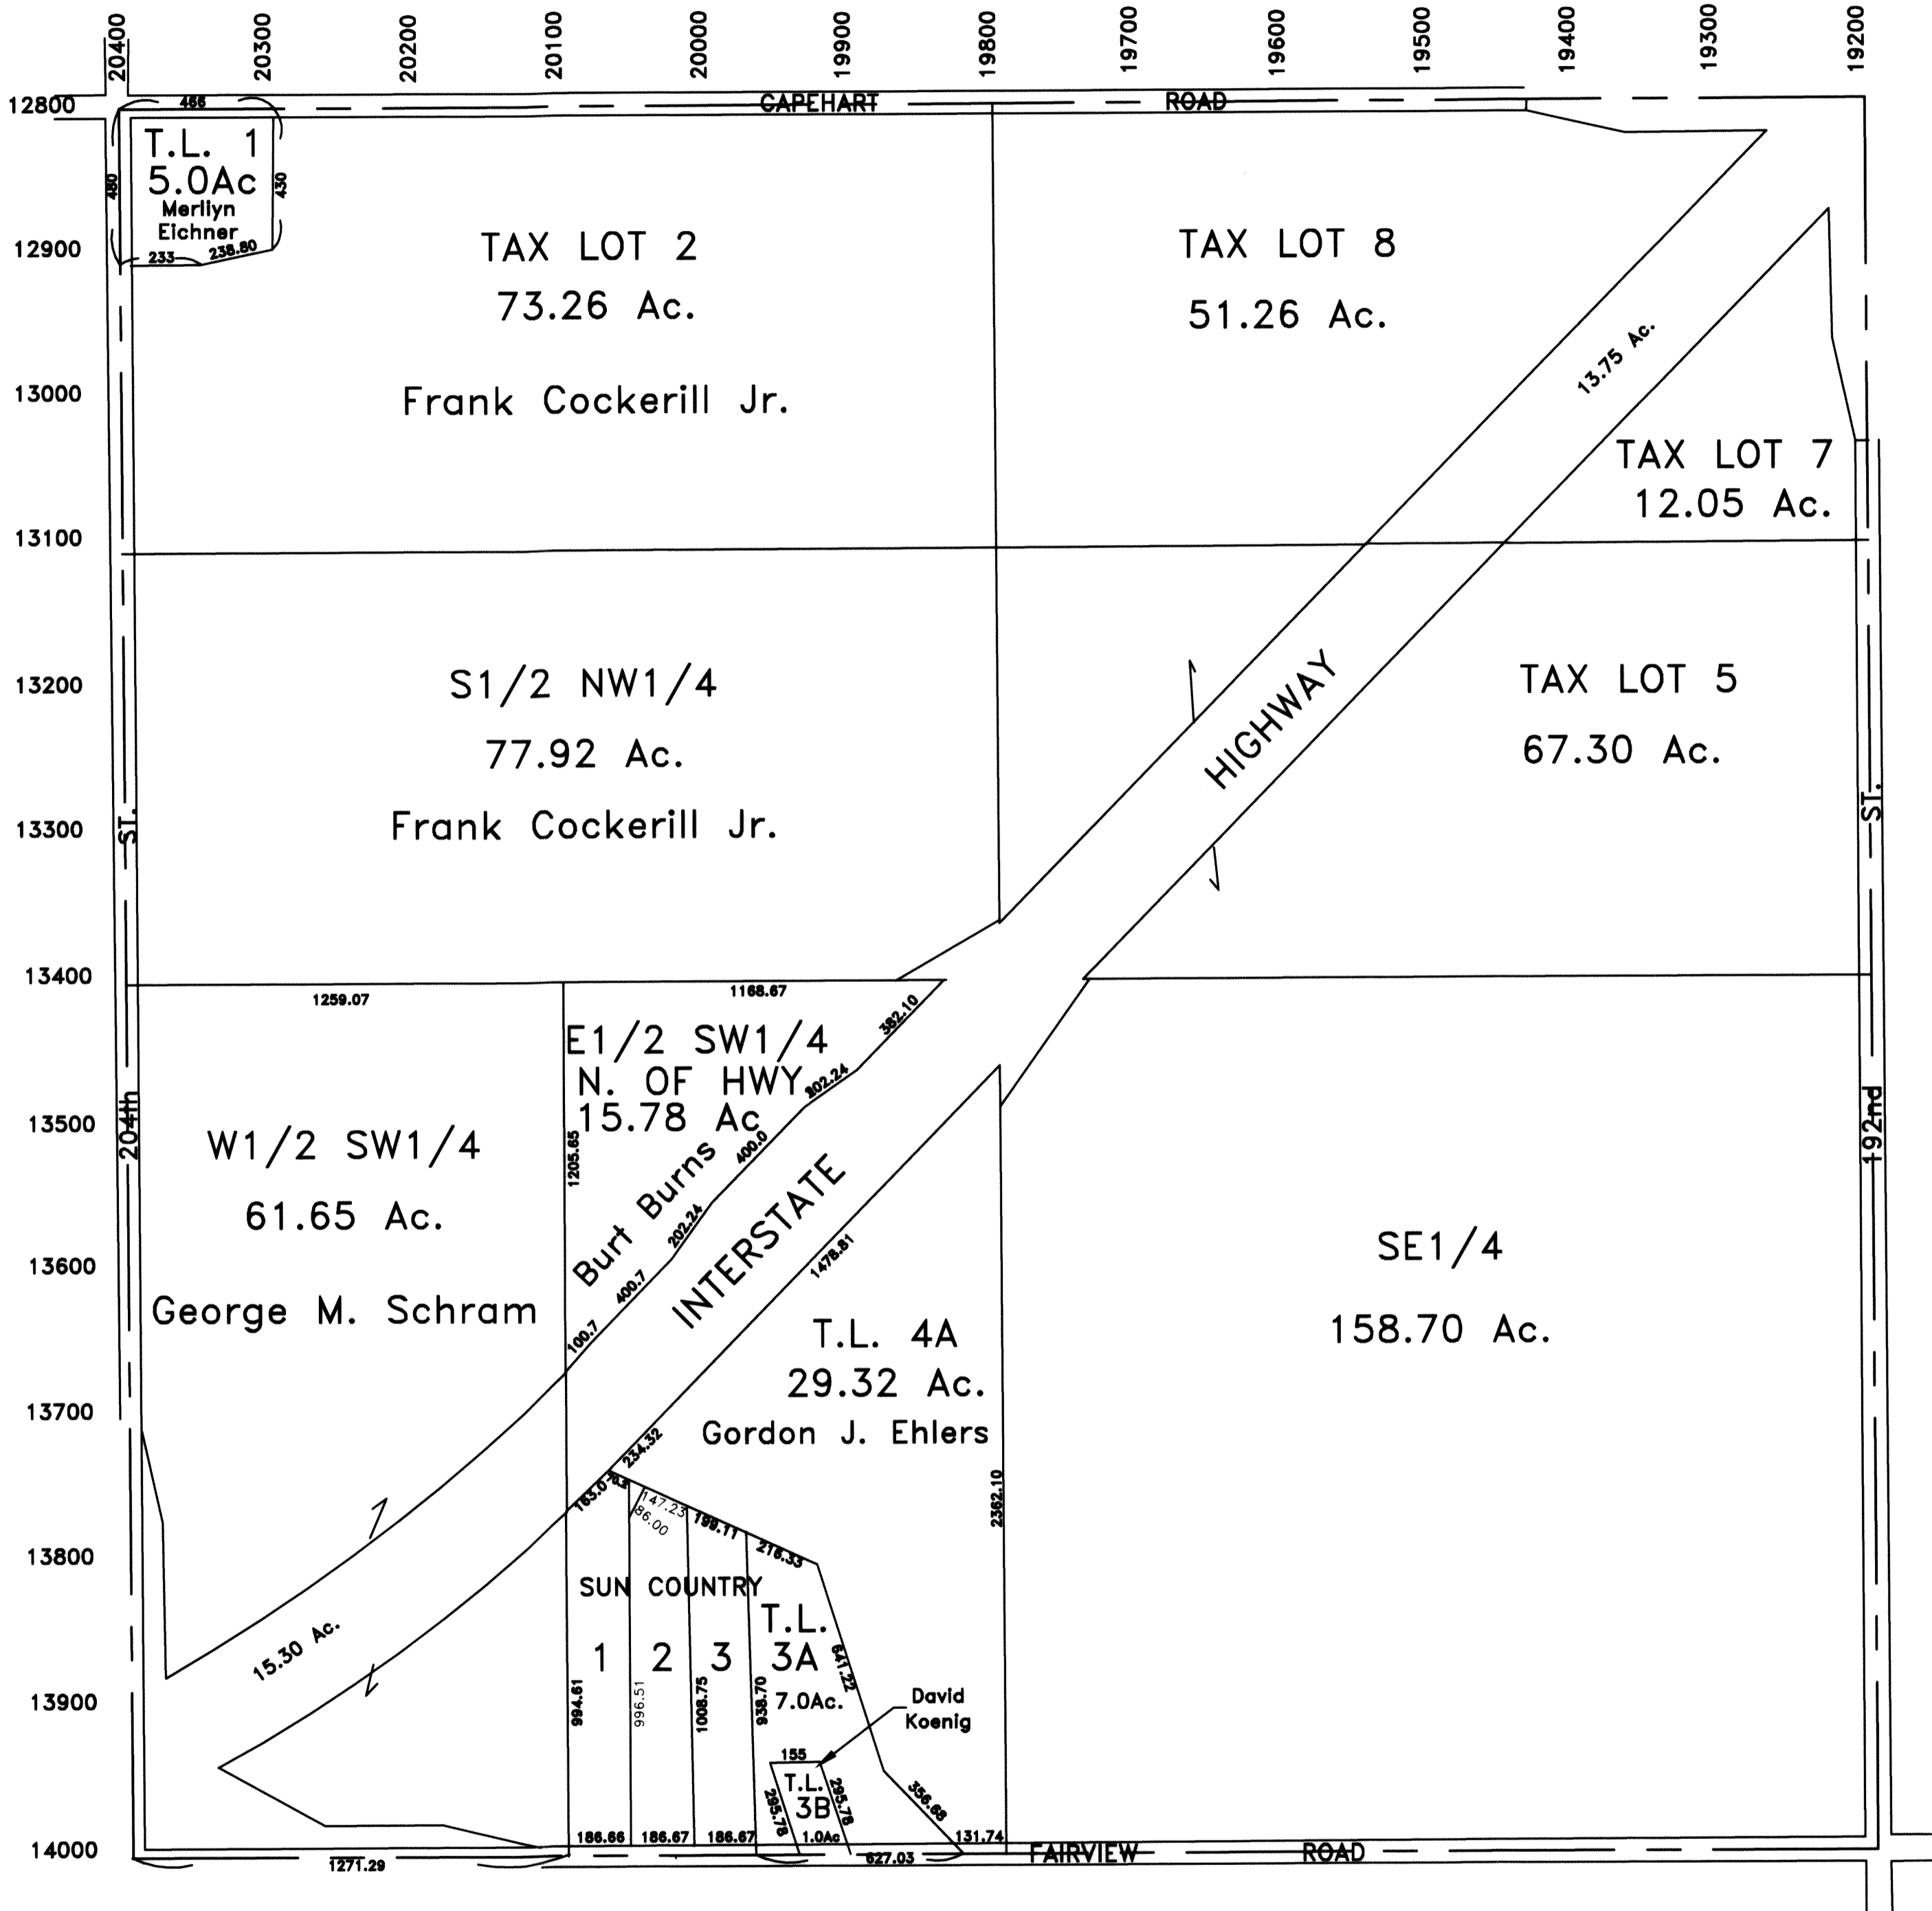 20400 20300 20200 20100 20000 19900 19800 19700 19600 19500 19400 19300 19200
12800
12900
13000
13100
13200
13300
13400
13500
13600
13700
13800
13900
14000
CAPEHART ROAD
466
T.L. 1
5.0Ac
Merllyn
Eichner
480
430
233
238.80
TAX LOT 2
73.26 Ac.
Frank Cockerill Jr.
TAX LOT 8
51.26 Ac.
13.75 Ac.
TAX LOT 7
12.05 Ac.
S1/2 NW1/4
77.92 Ac.
Frank Cockerill Jr.
HIGHWAY
TAX LOT 5
67.30 Ac.
204th ST.
192nd ST.
1259.07
1168.67
382.10
E1/2 SW1/4
N. OF HWY
15.78 Ac
202.24
400.0
1205.65
Burt Burns
202.24
400.7
100.7
W1/2 SW1/4
61.65 Ac.
George M. Schram
INTERSTATE
1478.81
T.L. 4A
29.32 Ac.
Gordon J. Ehlers
SE1/4
158.70 Ac.
234.32
163.0
147.23
86.00
199.11
216.33
2362.10
15.30 Ac.
SUN COUNTRY
1
2
3
T.L.
3A
7.0Ac.
641.22
994.61
996.51
1008.75
938.70
David
Koenig
155
T.L.
3B
1.0Ac
295.78
295.78
356.68
186.66
186.67
186.67
131.74
627.03
1271.29
FAIRVIEW ROAD